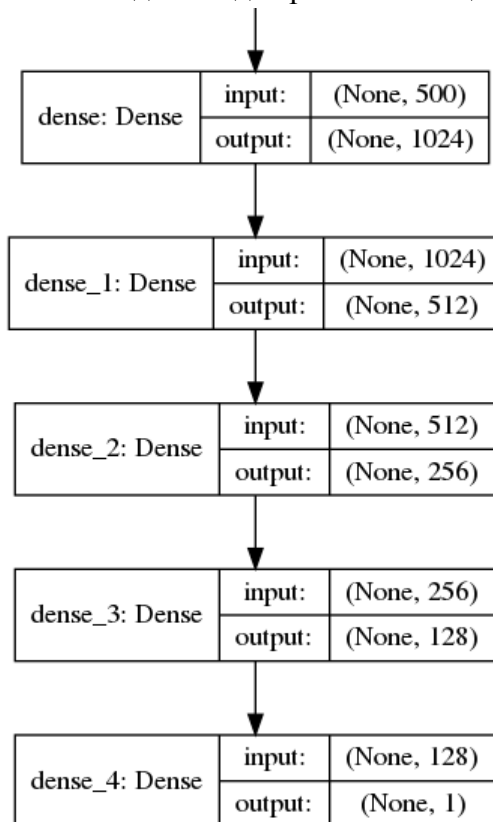 dense: Dense
input:
(None, 500)
output:
(None, 1024)
dense_1: Dense
input:
(None, 1024)
output:
(None, 512)
dense_2: Dense
input:
(None, 512)
output:
(None, 256)
dense_3: Dense
input:
(None, 256)
output:
(None, 128)
dense_4: Dense
input:
(None, 128)
output:
(None, 1)